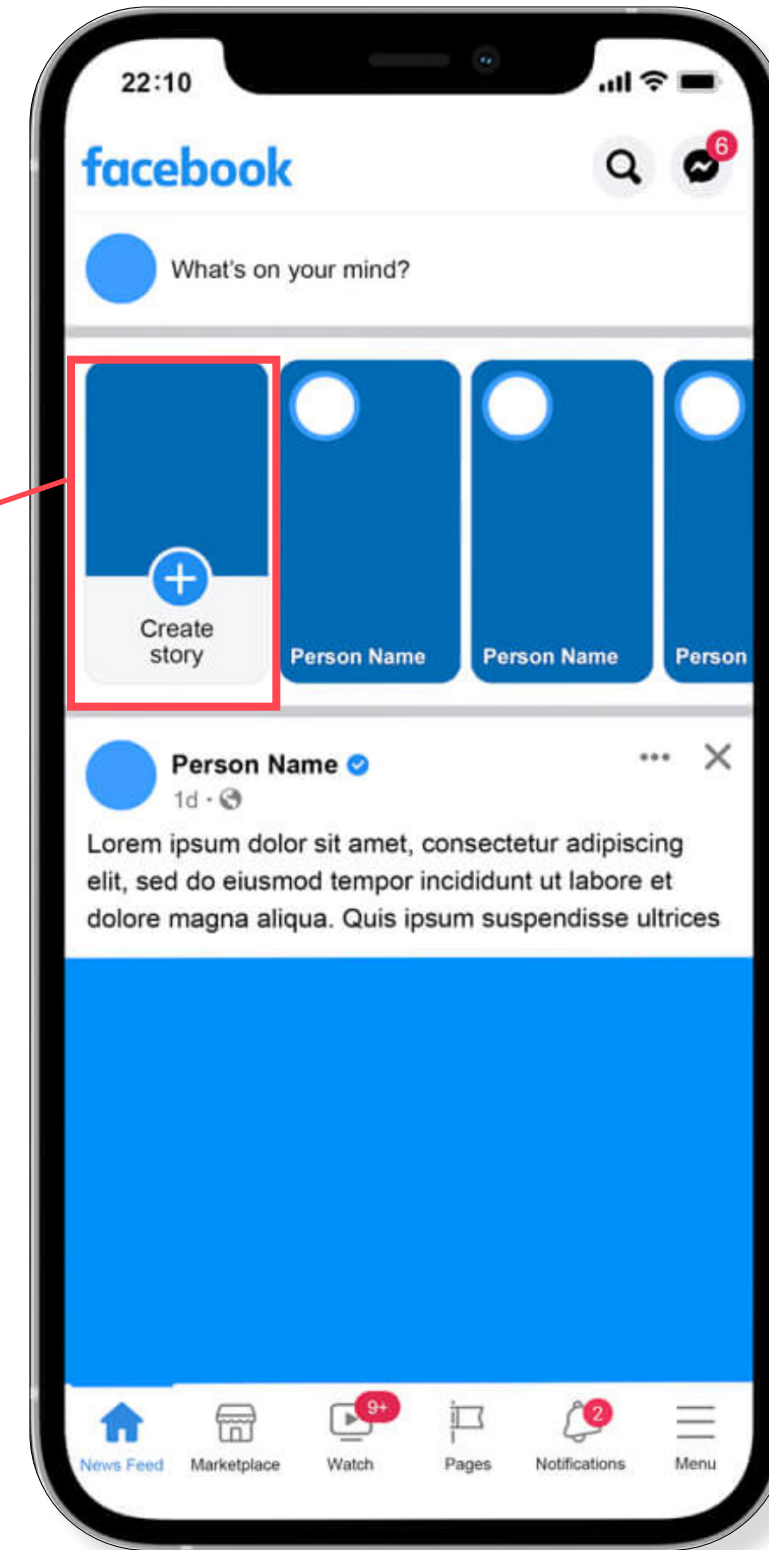 22:10
facebook
6
What's on your mind?
Create
story
Person Name
Person Name
Person
Person Name
1d ·
Lorem ipsum dolor sit amet, consectetur adipiscing
elit, sed do eiusmod tempor incididunt ut labore et
dolore magna aliqua. Quis ipsum suspendisse ultrices
9+
2
News Feed Marketplace Watch Pages Notifications Menu